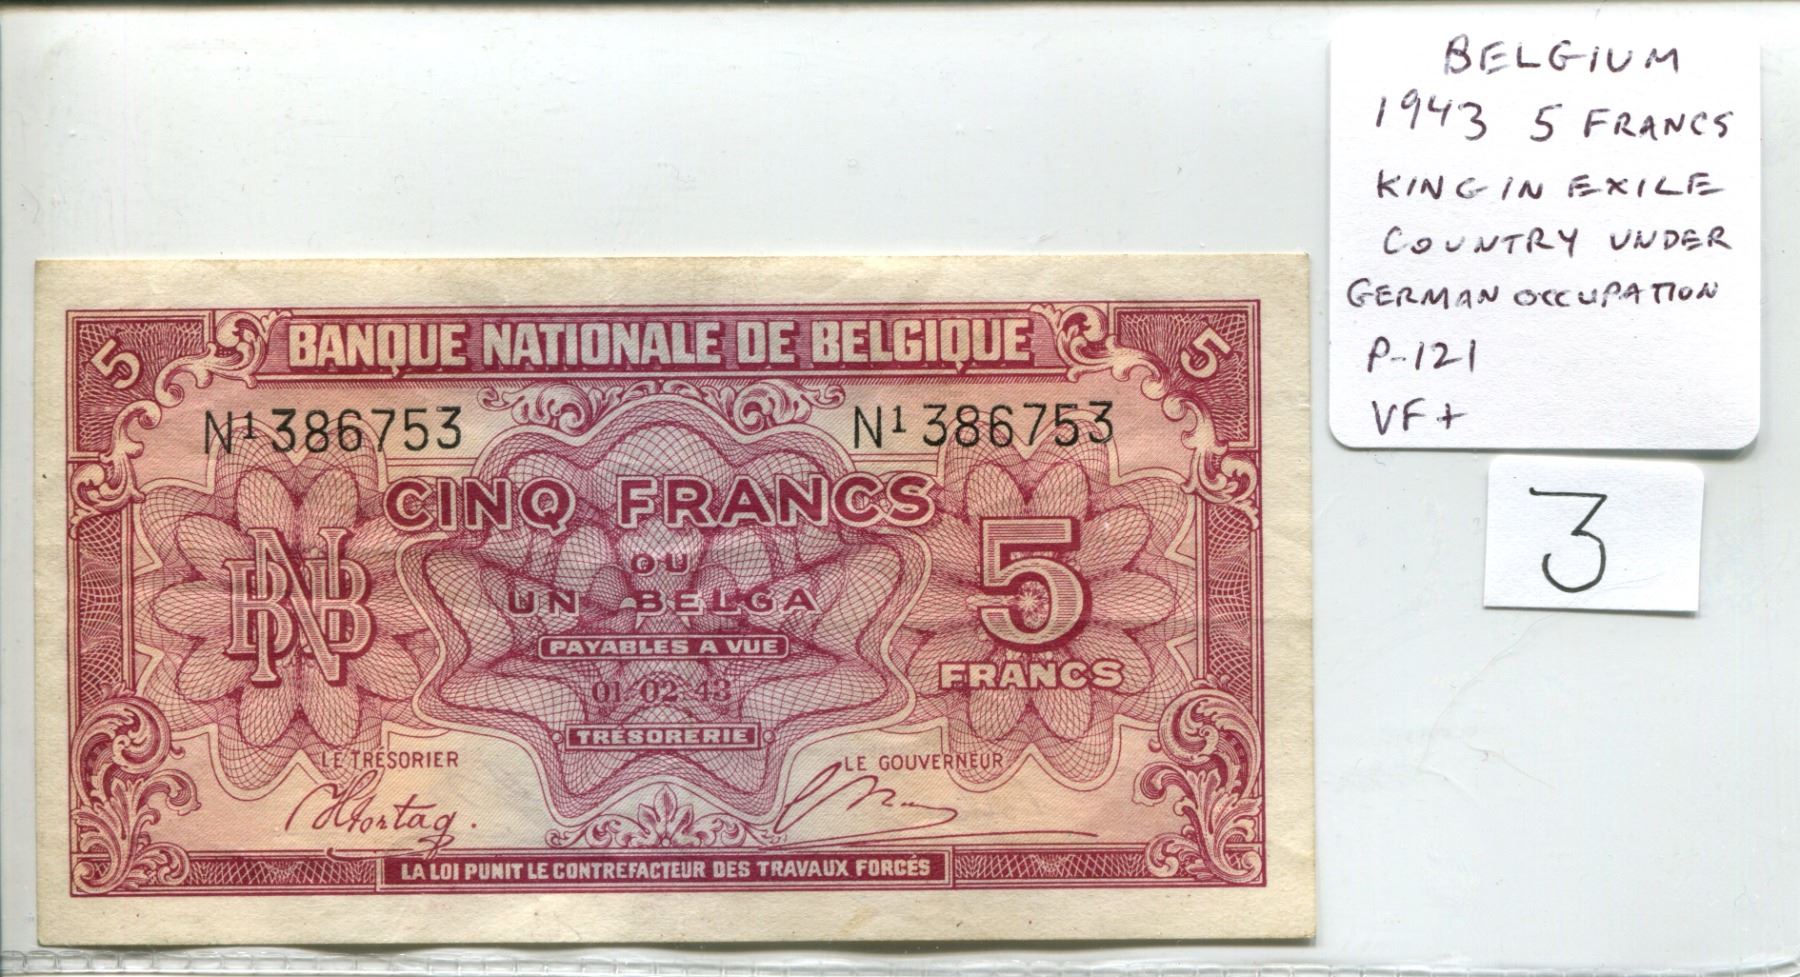 BELGIUM
1943 5 FRANCS
KING IN EXILE
COUNTRY UNDER
GERMAN OCCUPATION
P-121
VF+
3
5 BANQUE NATIONALE DE BELGIQUE 5
N1 386753 N1 386753
CINQ FRANCS
OU
UN BELGA
PAYABLES A VUE
01-02-43
TRÉSORERIE
BNB
5
FRANCS
LE TRÉSORIER LE GOUVERNEUR
LA LOI PUNIT LE CONTREFACTEUR DES TRAVAUX FORCÉS